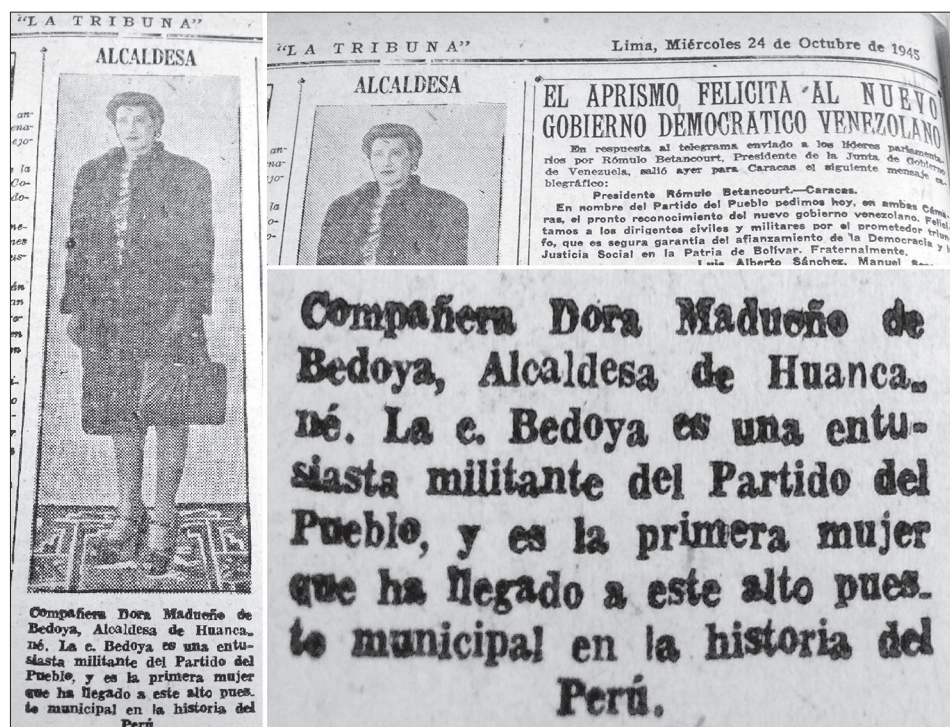 "LA TRIBUNA"
ALCALDESA
Compañera Dora Madueño de
Bedoya, Alcaldesa de Huanca-
né. La c. Bedoya es una entu-
siasta militante del Partido del
Pueblo, y es la primera mujer
que ha llegado a este alto pues-
to municipal en la historia del
Perú
"LA TRIBUNA"
Lima, Miércoles 24 de Octubre de 1945
ALCALDESA
EL APRISMO FELICITA AL NUEVO
GOBIERNO DEMOCRATICO VENEZOLANO
En respuesta al telegrama enviado a los líderes parlamenta
rios por Rómulo Betancourt, Presidente de la Junta de Gobierno
de Venezuela, salió ayer para Caracas el siguiente mensaje ca
blegráfico:
Presidente Rómulo Betancourt.—Caracas.
En nombre del Partido del Pueblo pedimos hoy, en ambas Cáma
ras, el pronto reconocimiento del nuevo gobierno venezolano. Felici
tamos a los dirigentes civiles y militares por el prometedor triun
fo, que es segura garantía del afianzamiento de la Democracia y
Justicia Social en la Patria de Bolívar. Fraternalmente,
Luis Alberto Sánchez, Manuel
Compañera Dora Madueño de
Bedoya, Alcaldesa de Huanca-
né. La c. Bedoya es una entu-
siasta militante del Partido del
Pueblo, y es la primera mujer
que ha llegado a este alto pues-
to municipal en la historia del
Perú.